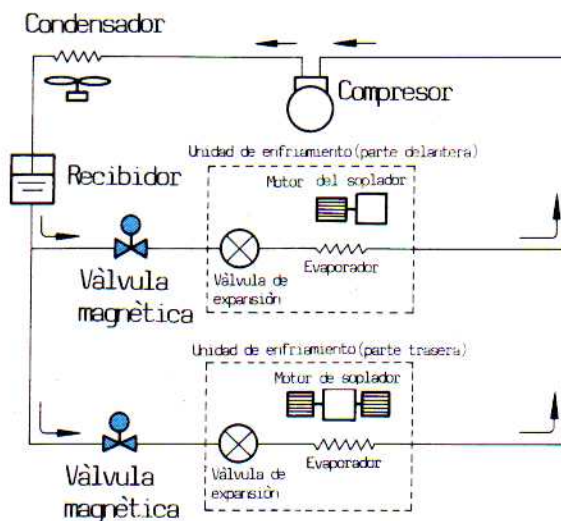 Condensador
Compresor
Unidad de enfriamiento(parte delantera)
Recibidor
Motor del soplador
Evaporador
Vàlvula
magnètica
Vàlvula de
expansiòn
Unidad de enfriamiento(parte trasera)
Motor de soplador
Evaporador
Vàlvula
magnètica
Vàlvula de
expansiòn